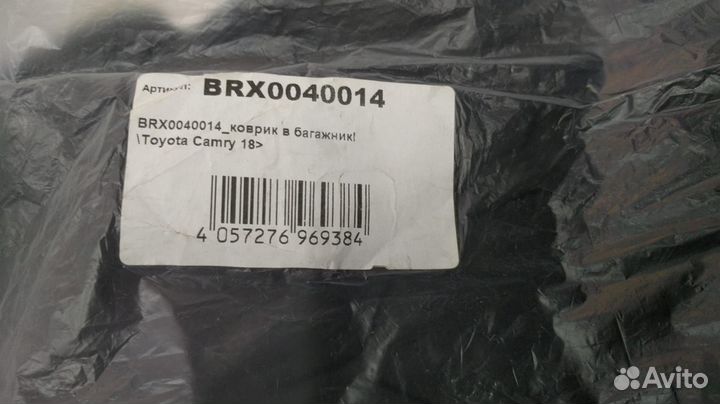 Артикул: BRX0040014
BRX0040014_коврик в багажник!
\Toyota Camry 18>
4 057276 969384
Avito